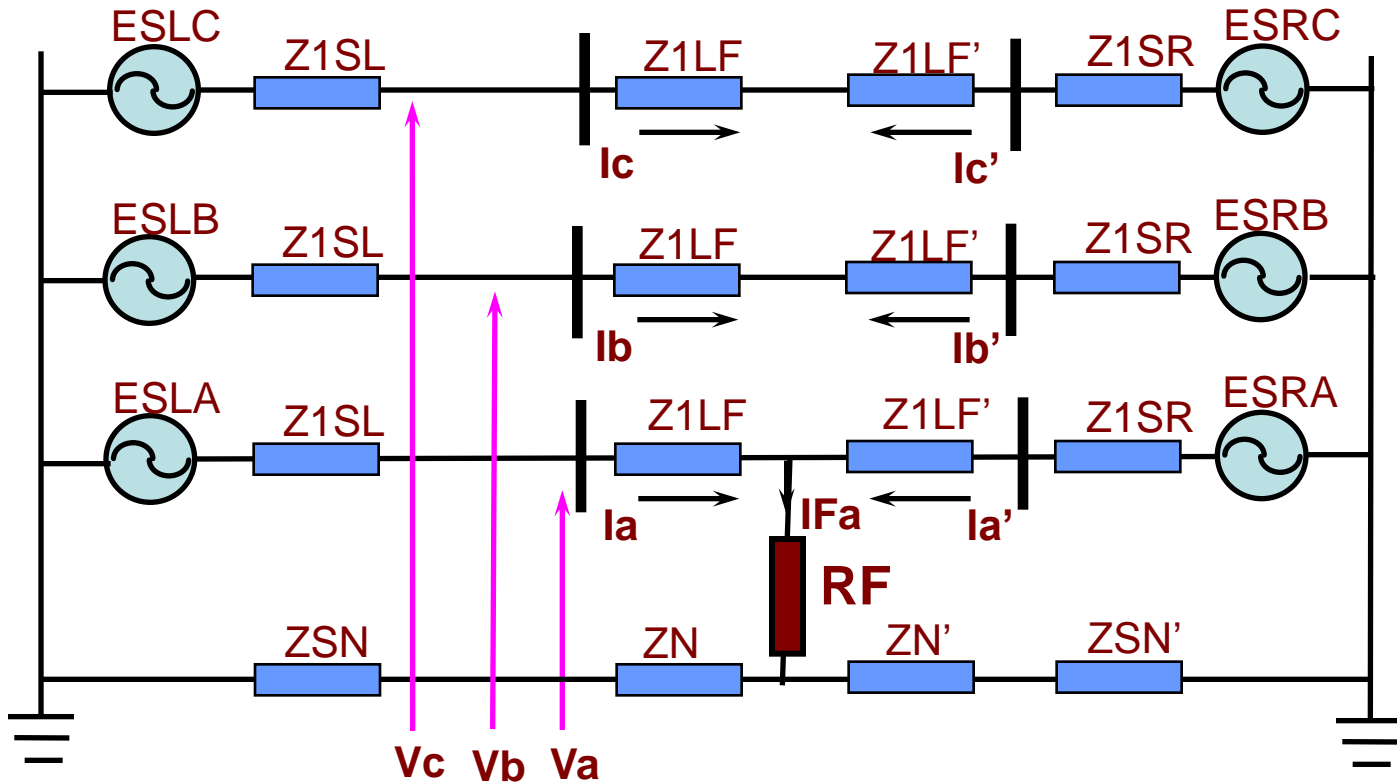 ESLC Z1SL Z1LF Z1LF’ Z1SR ESRC
Ic Ic’
ESLB Z1SL Z1LF Z1LF’ Z1SR ESRB
Ib Ib’
ESLA Z1SL Z1LF Z1LF’ Z1SR ESRA
Ia IFa Ia’
RF
ZSN ZN ZN’ ZSN’
Vc Vb Va